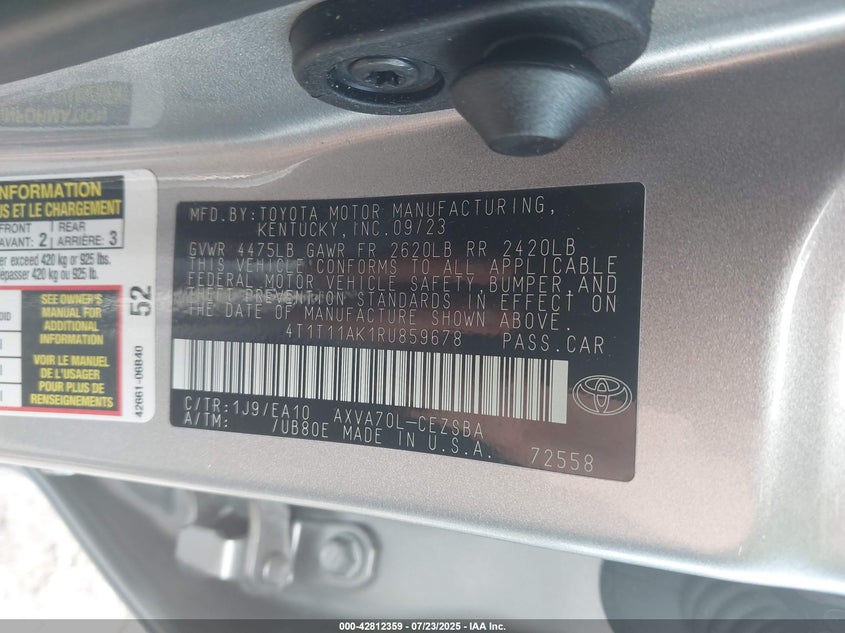 INFORMATION
US ET LE CHARGEMENT
FRONT
AVANT: 2
REAR
ARRIÈRE: 3
er exceed 420 kg or 925 lbs.
dépasser 420 kg ou 925 lb.
SEE OWNER'S
MANUAL FOR
ADDITIONAL
INFORMATION
VOIR LE MANUEL
DE L'USAGER
POUR PLUS DE
RENSEIGNEMENTS
52
42661-06B40
MFD.BY:TOYOTA MOTOR MANUFACTURING,
KENTUCKY,INC.09/23
GVWR 4475LB GAWR FR 2620LB RR 2420LB
THIS VEHICLE CONFORMS TO ALL APPLICABLE
FEDERAL MOTOR VEHICLE SAFETY BUMPER,AND
THEFT PREVENTION STANDARDS IN EFFECT ON
THE DATE OF MANUFACTURE SHOWN ABOVE.
4T1T11AK1RU859678 PASS.CAR
C/TR:1J9/EA10 AXVA70L-CEZSBA
A/TM: /UB80E MADE IN U.S.A.
72558
000-42812359 | 07/23/2025 - IAA Inc.